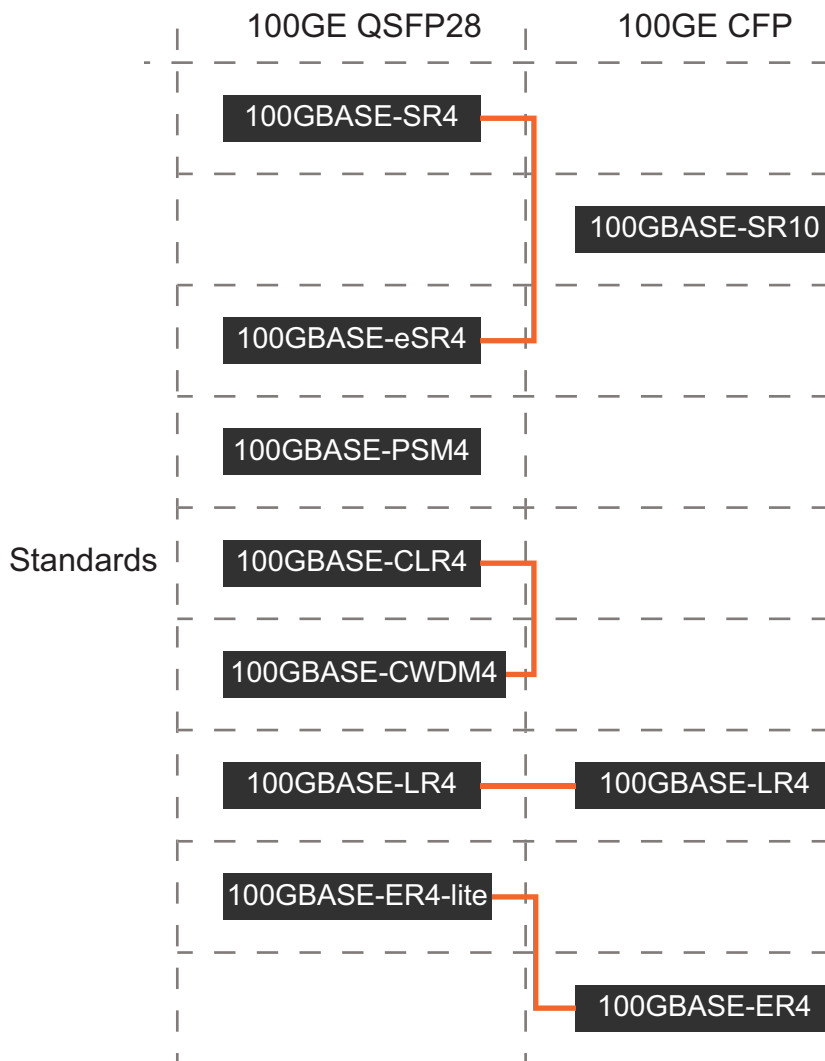 100GE QSFP28 100GE CFP
100GBASE-SR4
100GBASE-SR10
100GBASE-eSR4
100GBASE-PSM4
Standards 100GBASE-CLR4
100GBASE-CWDM4
100GBASE-LR4 100GBASE-LR4
100GBASE-ER4-lite
100GBASE-ER4